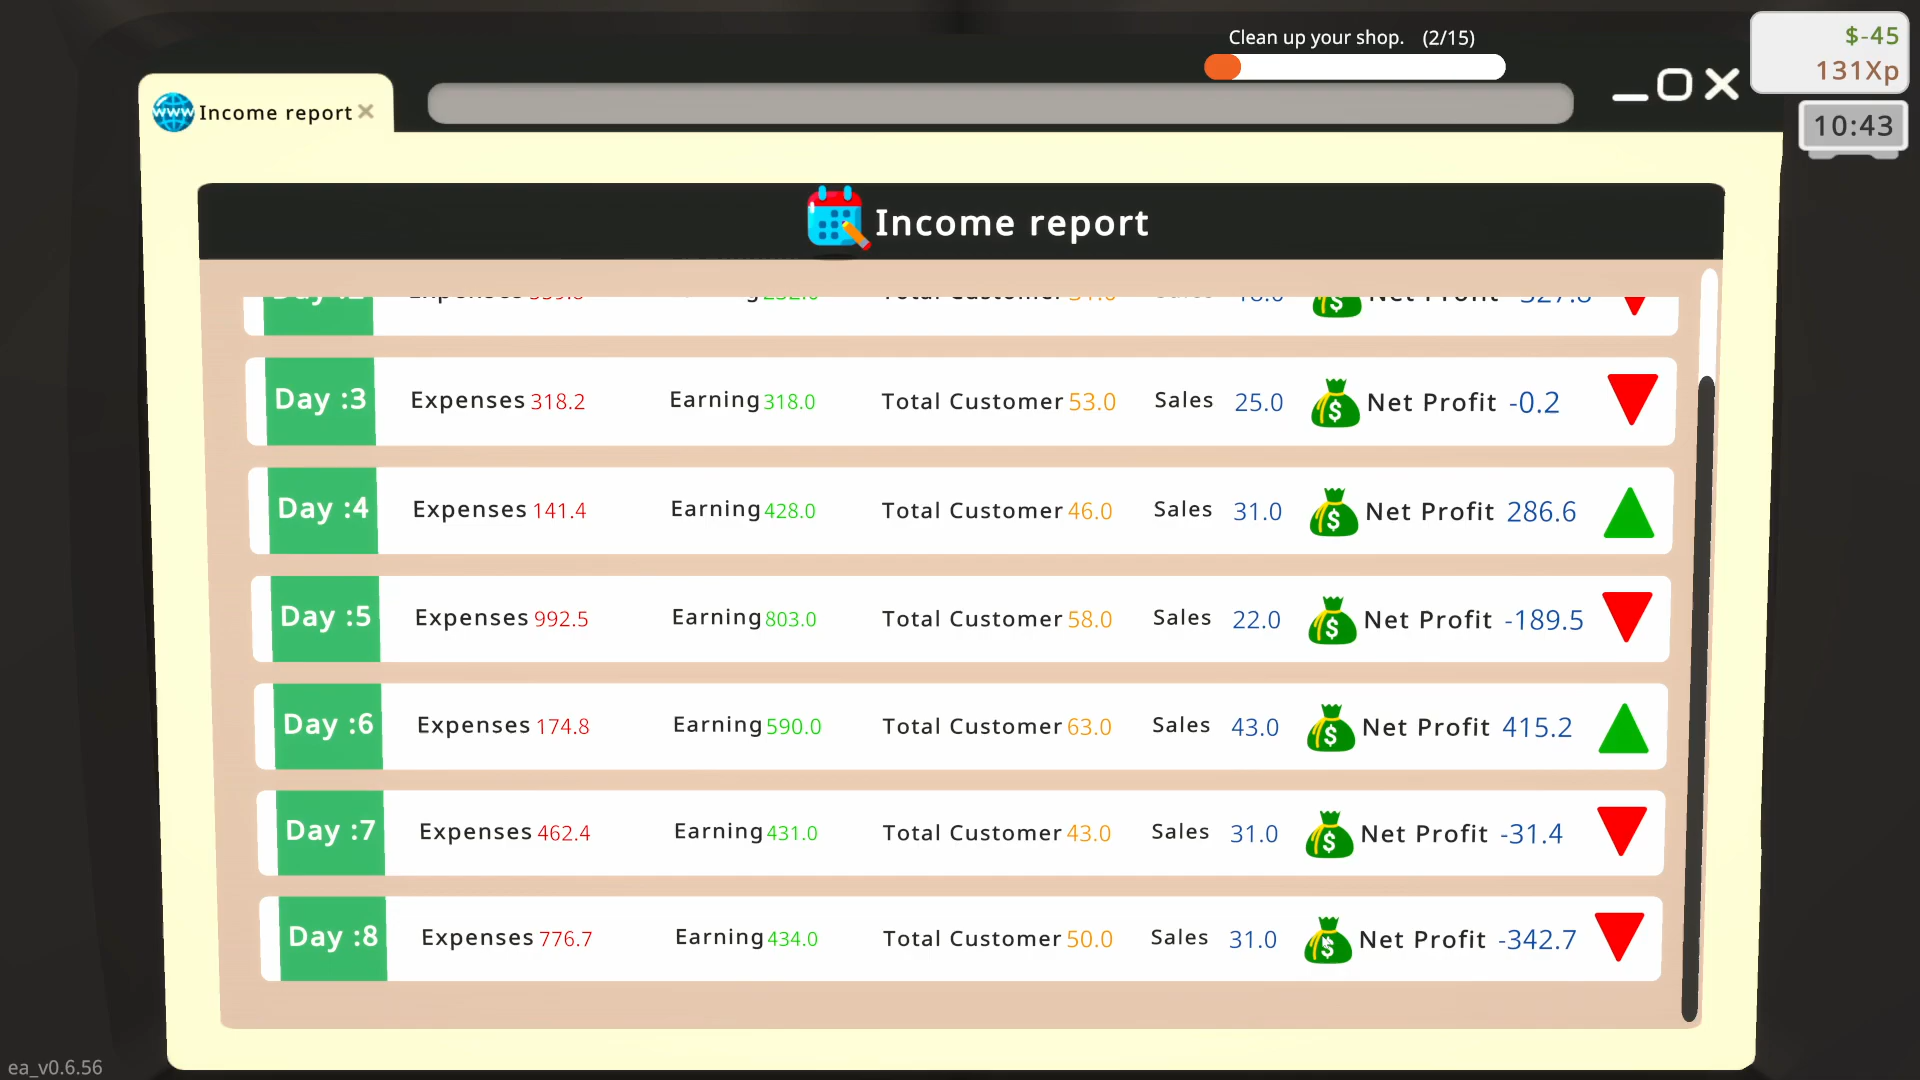 Clean up your shop. (2/15)
$-45
131Xp
10:43
www Income report
Income report
Day :3 Expenses 318.2 Earning 318.0 Total Customer 53.0 Sales 25.0 $ Net Profit -0.2
Day :4 Expenses 141.4 Earning 428.0 Total Customer 46.0 Sales 31.0 $ Net Profit 286.6
Day :5 Expenses 992.5 Earning 803.0 Total Customer 58.0 Sales 22.0 $ Net Profit -189.5
Day :6 Expenses 174.8 Earning 590.0 Total Customer 63.0 Sales 43.0 $ Net Profit 415.2
Day :7 Expenses 462.4 Earning 431.0 Total Customer 43.0 Sales 31.0 $ Net Profit -31.4
Day :8 Expenses 776.7 Earning 434.0 Total Customer 50.0 Sales 31.0 $ Net Profit -342.7
ea_v0.6.56